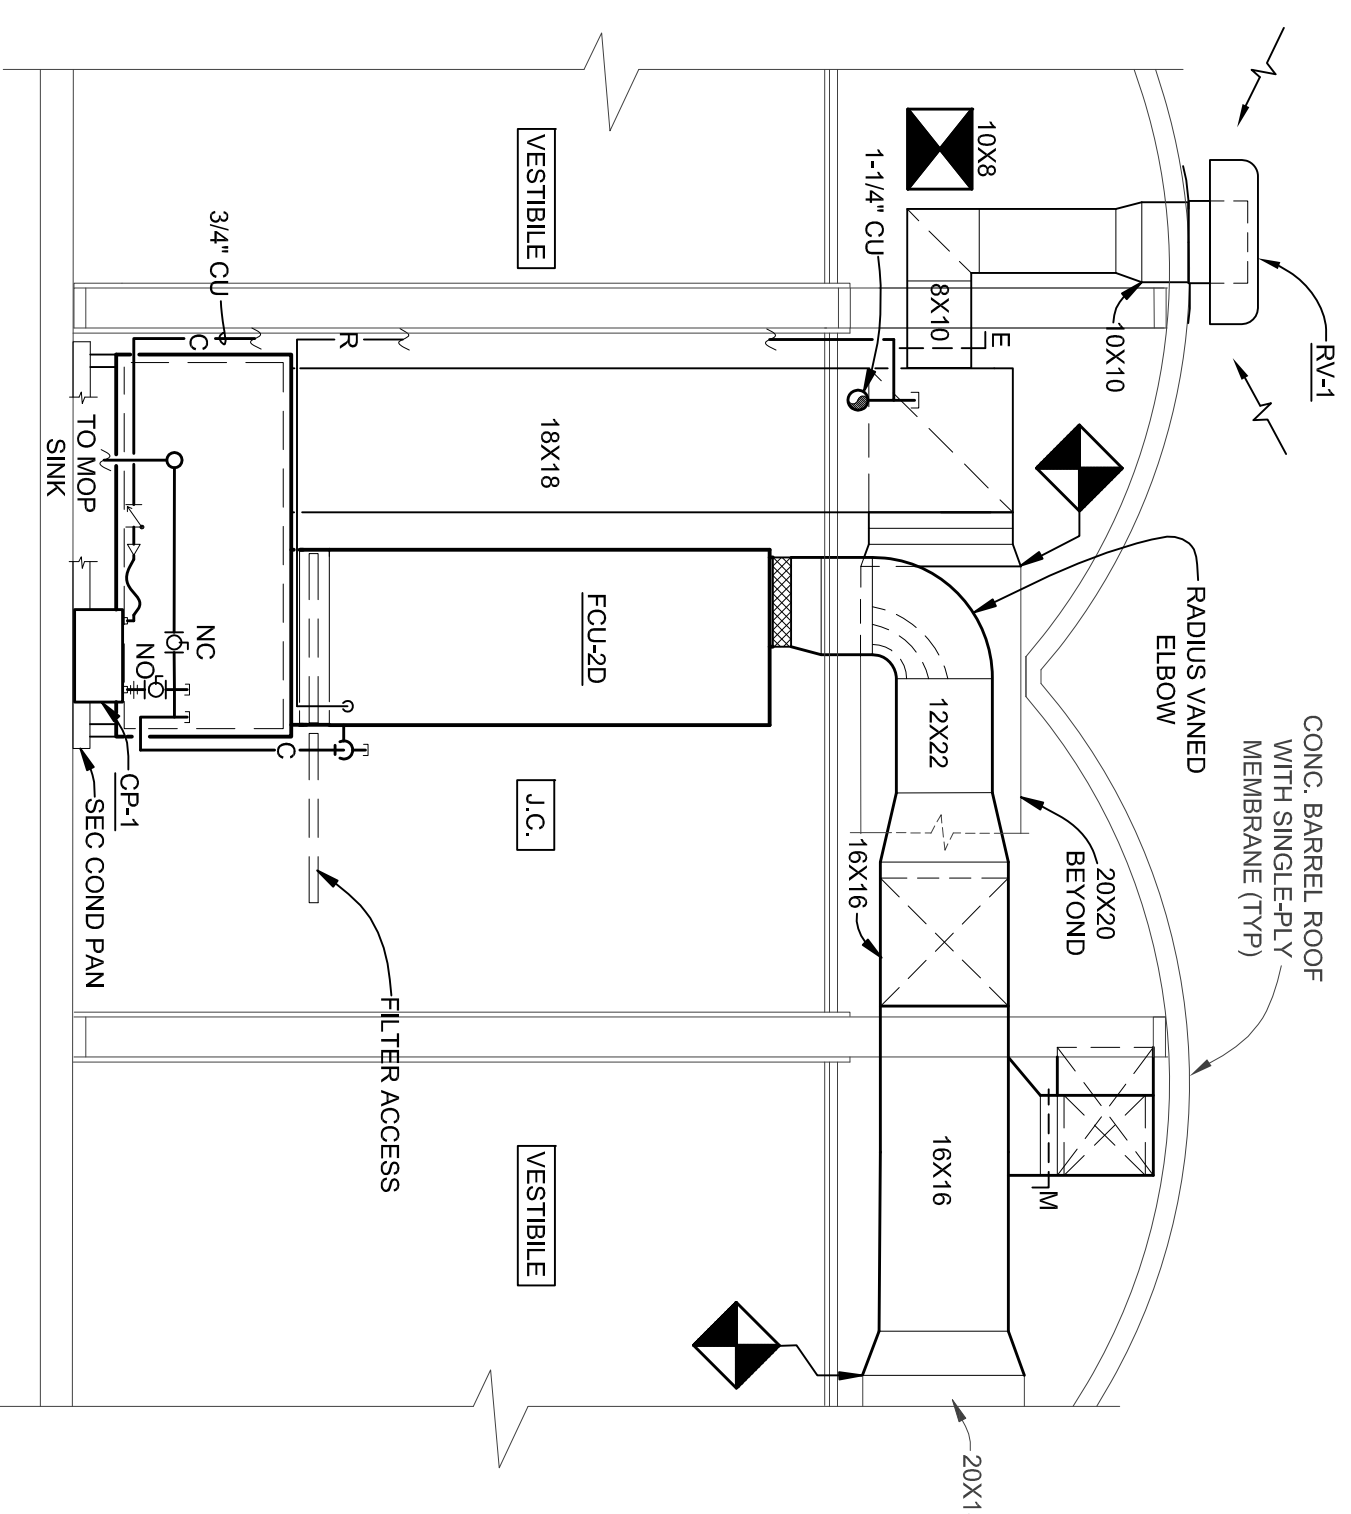 RV-1
CONC. BARREL ROOF
WITH SINGLE-PLY
MEMBRANE (TYP)
RADIUS VANED
ELBOW
10X10
20X20
BEYOND
M
10X8
E
8X10
1-1/4" CU
12X22
16X16
16X16
20X1
VESTIBILE
18X18
FCU-2D
J.C.
VESTIBILE
R
FILTER ACCESS
3/4" CU
C
C
NC
NO
TO MOP
SINK
CP-1
SEC COND PAN